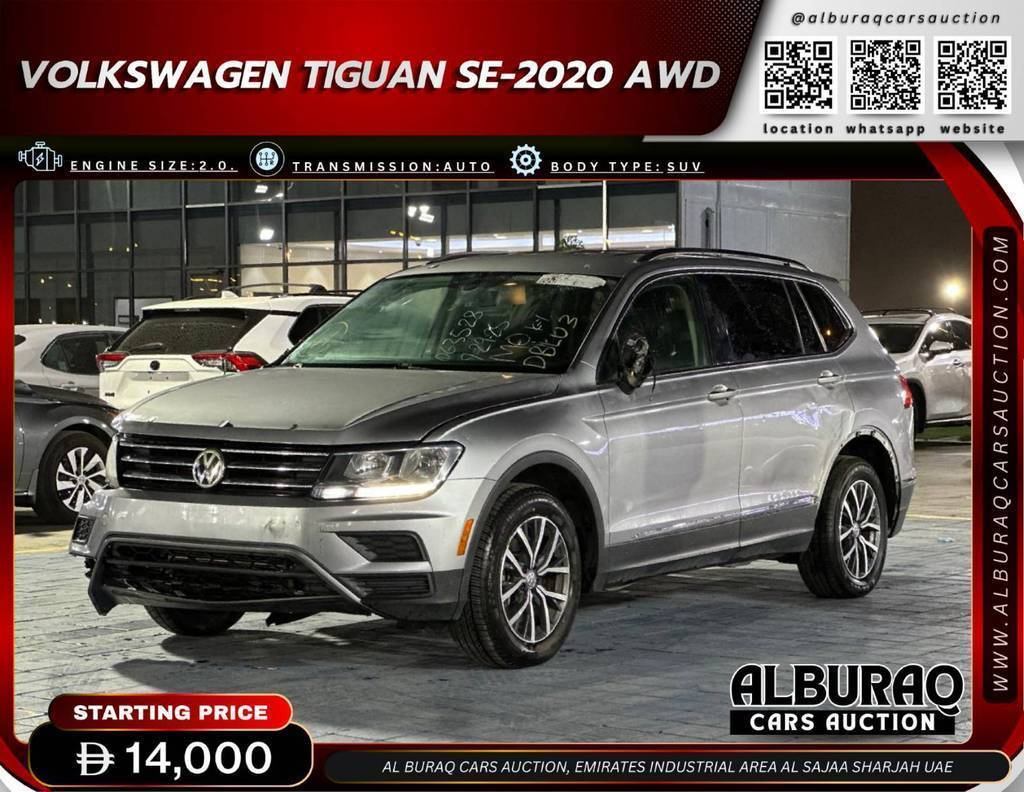 @alburaqcarsauction
VOLKSWAGEN TIGUAN SE-2020 AWD
location whatsapp website
ENGINE SIZE:2.0. TRANSMISSION:AUTO BODY TYPE: SUV
NO key
WWW.ALBURAQCARSAUCTION.COM
ALBURAQ
CARS AUCTION
STARTING PRICE
14,000
AL BURAQ CARS AUCTION, EMIRATES INDUSTRIAL AREA AL SAJAA SHARJAH UAE